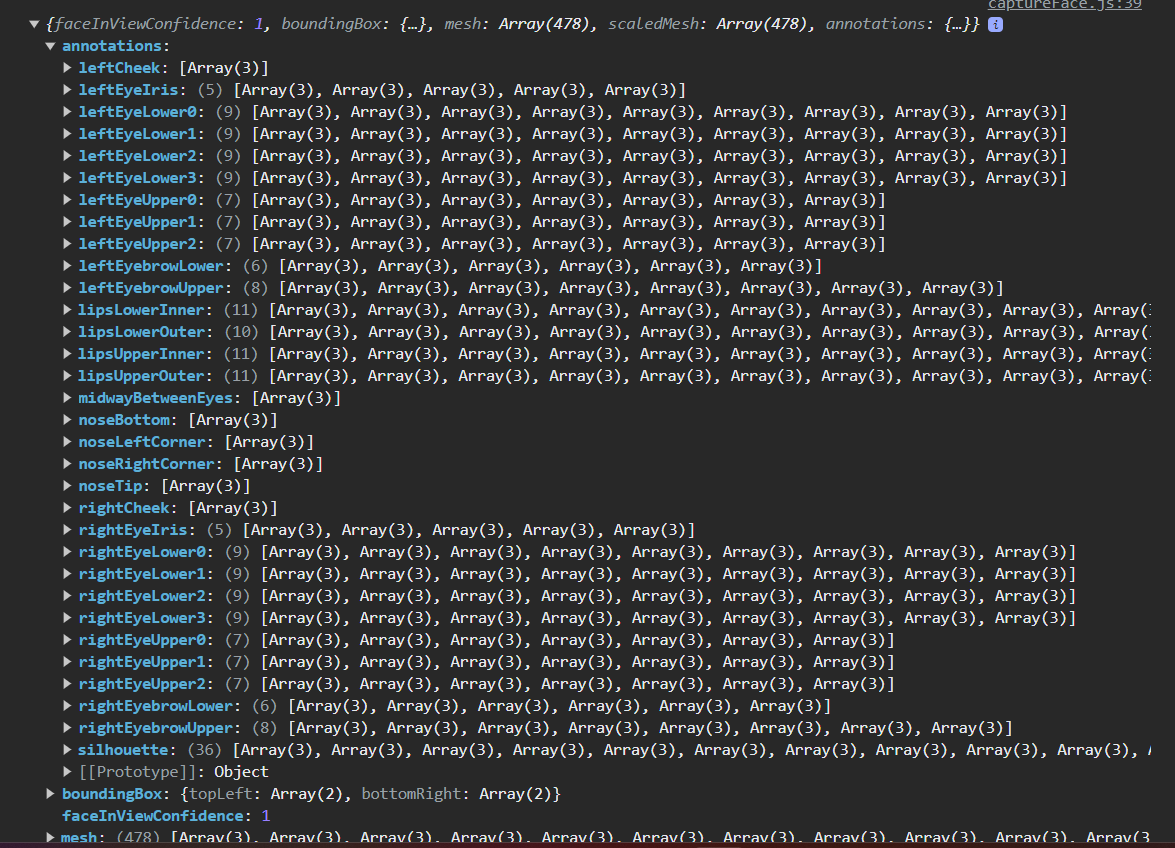 captureFace.js:39
▼ {faceInViewConfidence: 1, boundingBox: {…}, mesh: Array(478), scaledMesh: Array(478), annotations: {…}} i
▼ annotations:
▶ leftCheek: [Array(3)]
▶ leftEyeIris: (5) [Array(3), Array(3), Array(3), Array(3), Array(3)]
▶ leftEyeLower0: (9) [Array(3), Array(3), Array(3), Array(3), Array(3), Array(3), Array(3), Array(3), Array(3)]
▶ leftEyeLower1: (9) [Array(3), Array(3), Array(3), Array(3), Array(3), Array(3), Array(3), Array(3), Array(3)]
▶ leftEyeLower2: (9) [Array(3), Array(3), Array(3), Array(3), Array(3), Array(3), Array(3), Array(3), Array(3)]
▶ leftEyeLower3: (9) [Array(3), Array(3), Array(3), Array(3), Array(3), Array(3), Array(3), Array(3), Array(3)]
▶ leftEyeUpper0: (7) [Array(3), Array(3), Array(3), Array(3), Array(3), Array(3), Array(3)]
▶ leftEyeUpper1: (7) [Array(3), Array(3), Array(3), Array(3), Array(3), Array(3), Array(3)]
▶ leftEyeUpper2: (7) [Array(3), Array(3), Array(3), Array(3), Array(3), Array(3), Array(3)]
▶ leftEyebrowLower: (6) [Array(3), Array(3), Array(3), Array(3), Array(3), Array(3)]
▶ leftEyebrowUpper: (8) [Array(3), Array(3), Array(3), Array(3), Array(3), Array(3), Array(3), Array(3)]
▶ lipsLowerInner: (11) [Array(3), Array(3), Array(3), Array(3), Array(3), Array(3), Array(3), Array(3), Array(3), Array(3
▶ lipsLowerOuter: (10) [Array(3), Array(3), Array(3), Array(3), Array(3), Array(3), Array(3), Array(3), Array(3), Array(3
▶ lipsUpperInner: (11) [Array(3), Array(3), Array(3), Array(3), Array(3), Array(3), Array(3), Array(3), Array(3), Array(3
▶ lipsUpperOuter: (11) [Array(3), Array(3), Array(3), Array(3), Array(3), Array(3), Array(3), Array(3), Array(3), Array(3
▶ midwayBetweenEyes: [Array(3)]
▶ noseBottom: [Array(3)]
▶ noseLeftCorner: [Array(3)]
▶ noseRightCorner: [Array(3)]
▶ noseTip: [Array(3)]
▶ rightCheek: [Array(3)]
▶ rightEyeIris: (5) [Array(3), Array(3), Array(3), Array(3), Array(3)]
▶ rightEyeLower0: (9) [Array(3), Array(3), Array(3), Array(3), Array(3), Array(3), Array(3), Array(3), Array(3)]
▶ rightEyeLower1: (9) [Array(3), Array(3), Array(3), Array(3), Array(3), Array(3), Array(3), Array(3), Array(3)]
▶ rightEyeLower2: (9) [Array(3), Array(3), Array(3), Array(3), Array(3), Array(3), Array(3), Array(3), Array(3)]
▶ rightEyeLower3: (9) [Array(3), Array(3), Array(3), Array(3), Array(3), Array(3), Array(3), Array(3), Array(3)]
▶ rightEyeUpper0: (7) [Array(3), Array(3), Array(3), Array(3), Array(3), Array(3), Array(3)]
▶ rightEyeUpper1: (7) [Array(3), Array(3), Array(3), Array(3), Array(3), Array(3), Array(3)]
▶ rightEyeUpper2: (7) [Array(3), Array(3), Array(3), Array(3), Array(3), Array(3), Array(3)]
▶ rightEyebrowLower: (6) [Array(3), Array(3), Array(3), Array(3), Array(3), Array(3)]
▶ rightEyebrowUpper: (8) [Array(3), Array(3), Array(3), Array(3), Array(3), Array(3), Array(3), Array(3)]
▶ silhouette: (36) [Array(3), Array(3), Array(3), Array(3), Array(3), Array(3), Array(3), Array(3), Array(3), Array(3),
▶ [[Prototype]]: Object
▶ boundingBox: {topLeft: Array(2), bottomRight: Array(2)}
faceInViewConfidence: 1
▶ mesh: (478) [Array(3), Array(3), Array(3), Array(3), Array(3), Array(3), Array(3), Array(3), Array(3), Array(3), Array(3